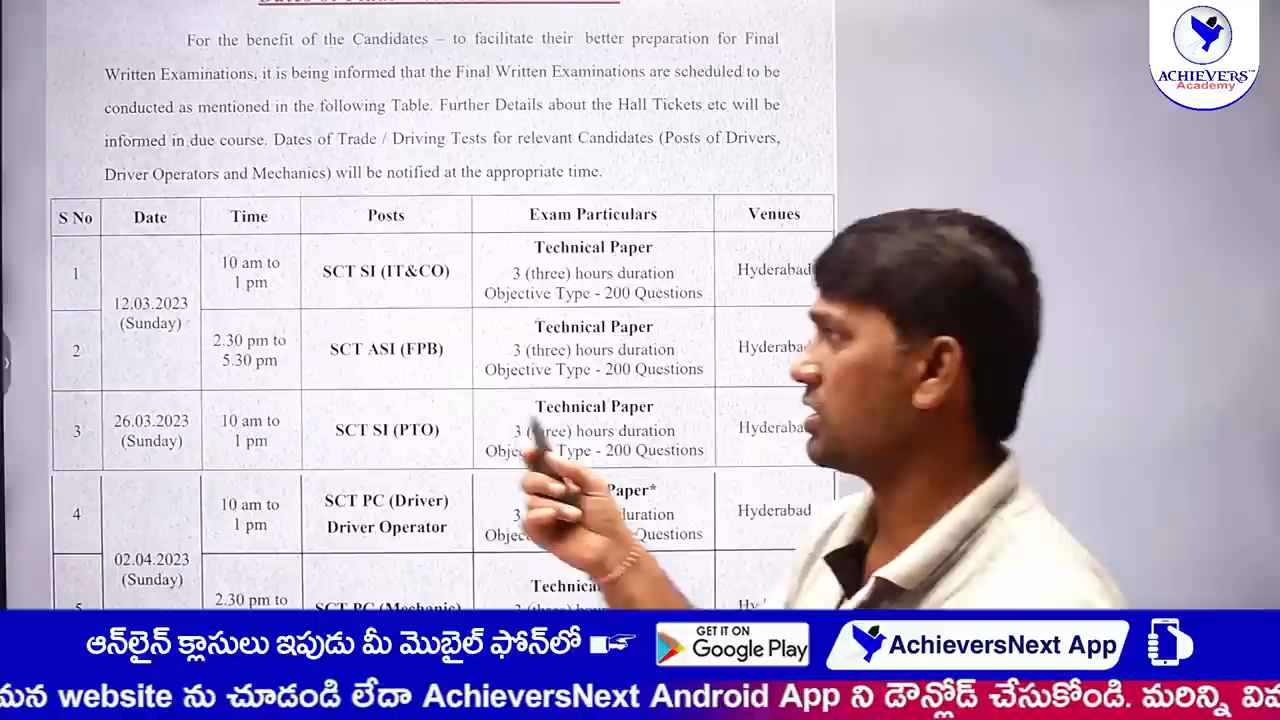 For the benefit of the Candidates – to facilitate their better preparation for Final
Written Examinations, it is being informed that the Final Written Examinations are scheduled to be
conducted as mentioned in the following Table. Further Details about the Hall Tickets etc will be
informed in due course. Dates of Trade / Driving Tests for relevant Candidates (Posts of Drivers,
Driver Operators and Mechanics) will be notified at the appropriate time.
S No Date Time Posts Exam Particulars Venues
1 12.03.2023 (Sunday) 10 am to 1 pm SCT SI (IT&CO) Technical Paper 3 (three) hours duration Objective Type - 200 Questions Hyderabad
2 2.30 pm to 5.30 pm SCT ASI (FPB) Technical Paper 3 (three) hours duration Objective Type - 200 Questions
3 26.03.2023 (Sunday) 10 am to 1 pm SCT SI (PTO) Technical Paper 3 hours duration Type - 200 Questions
4 02.04.2023 (Sunday) 10 am to 1 pm SCT PC (Driver) Driver Operator Paper* Questions Hyderabad
2.30 pm to SCT PC (Mechanic)
ACHIEVERS™
Academy
ఆన్‌లైన్ క్లాసులు ఇపుడు మీ మొబైల్ ఫోన్‌లో
GET IT ON
Google Play
AchieversNext App
మన website ను చూడండి లేదా AchieversNext Android App ని డౌన్లోడ్ చేసుకోండి. మరిన్ని